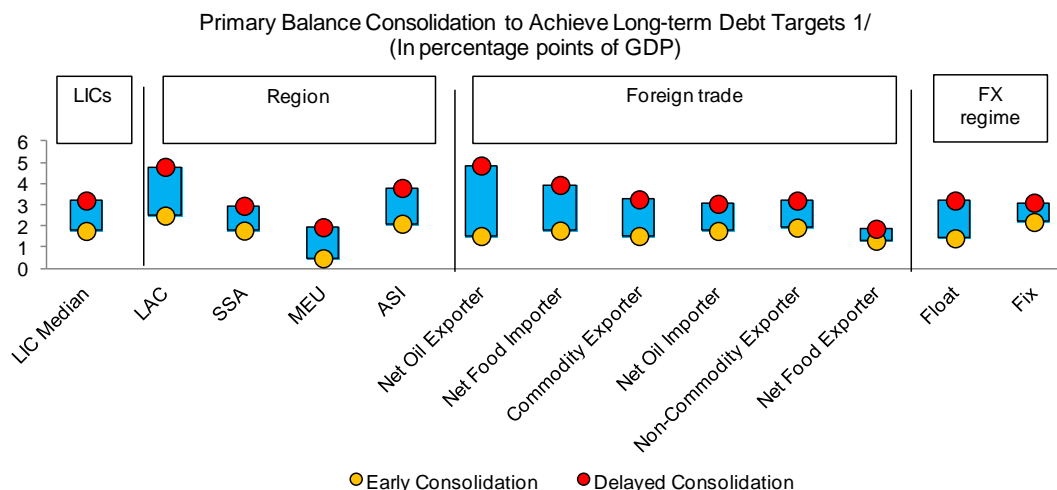 Primary Balance Consolidation to Achieve Long-term Debt Targets 1/
(In percentage points of GDP)
LICs
Region
Foreign trade
FX
regime
6
5
4
3
2
1
0
LIC Median
LAC
SSA
MEU
ASI
Net Oil Exporter
Net Food Importer
Commodity Exporter
Net Oil Importer
Non-Commodity Exporter
Net Food Exporter
Float
Fix
Early Consolidation
Delayed Consolidation